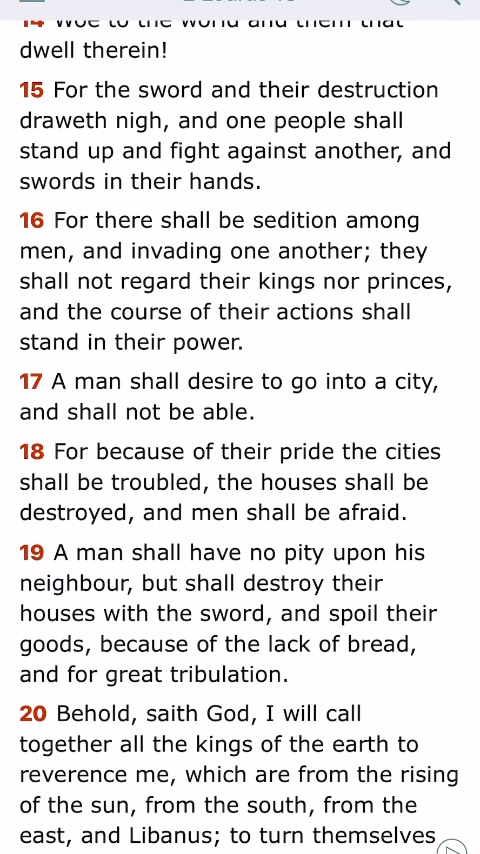 14 Woe to the world and them that
dwell therein!
15 For the sword and their destruction
draweth nigh, and one people shall
stand up and fight against another, and
swords in their hands.
16 For there shall be sedition among
men, and invading one another; they
shall not regard their kings nor princes,
and the course of their actions shall
stand in their power.
17 A man shall desire to go into a city,
and shall not be able.
18 For because of their pride the cities
shall be troubled, the houses shall be
destroyed, and men shall be afraid.
19 A man shall have no pity upon his
neighbour, but shall destroy their
houses with the sword, and spoil their
goods, because of the lack of bread,
and for great tribulation.
20 Behold, saith God, I will call
together all the kings of the earth to
reverence me, which are from the rising
of the sun, from the south, from the
east, and Libanus; to turn themselves